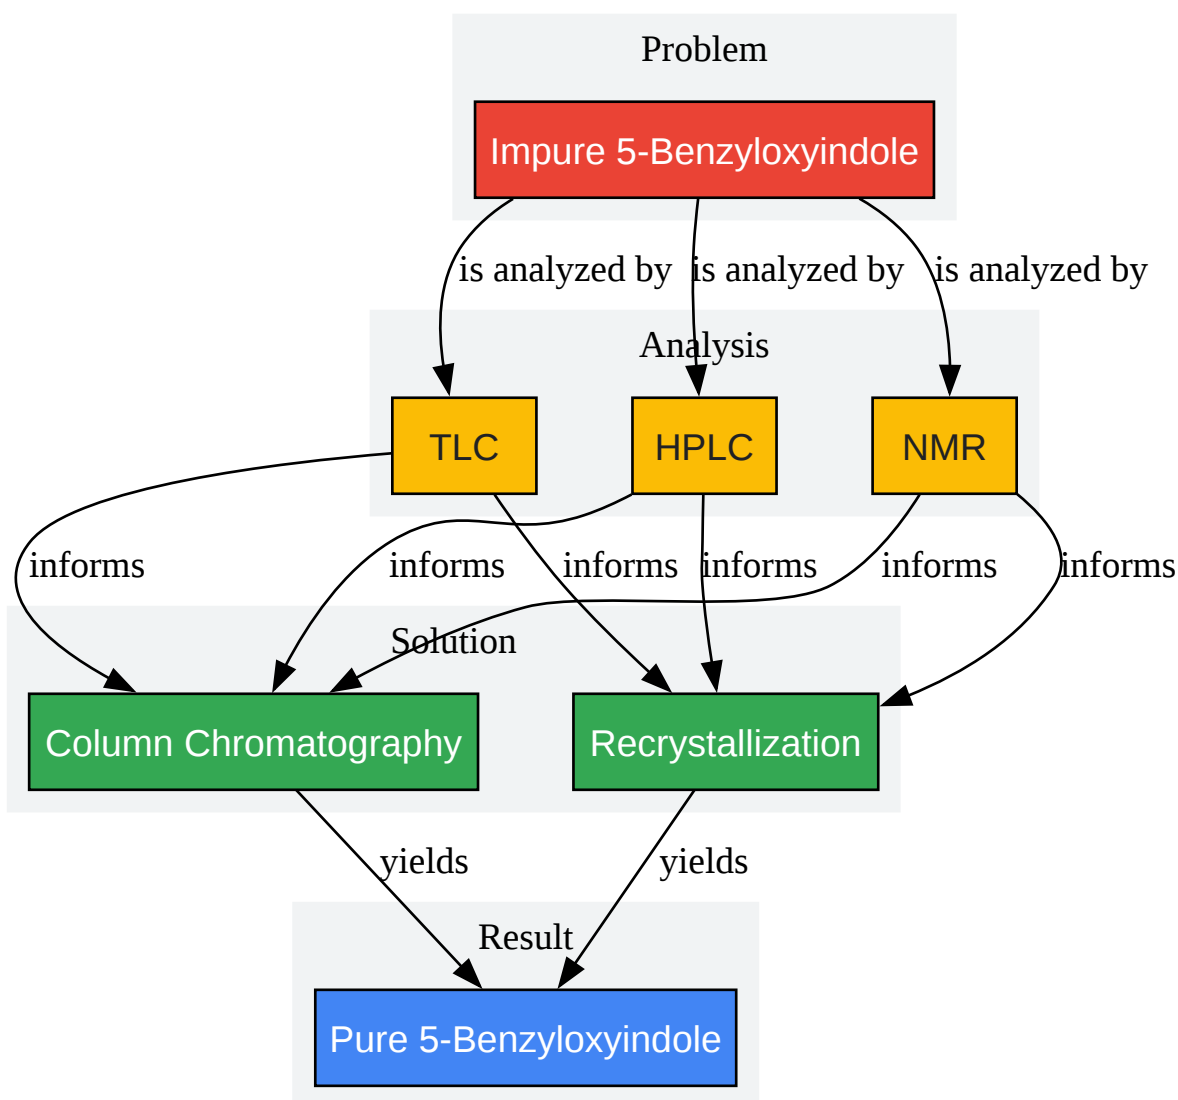 Problem
Impure 5-Benzyloxyindole
is analyzed by is analyzed by is analyzed by
Analysis
TLC HPLC NMR
informs informs informs informs informs informs
Solution
Column Chromatography Recrystallization
yields yields
Result
Pure 5-Benzyloxyindole